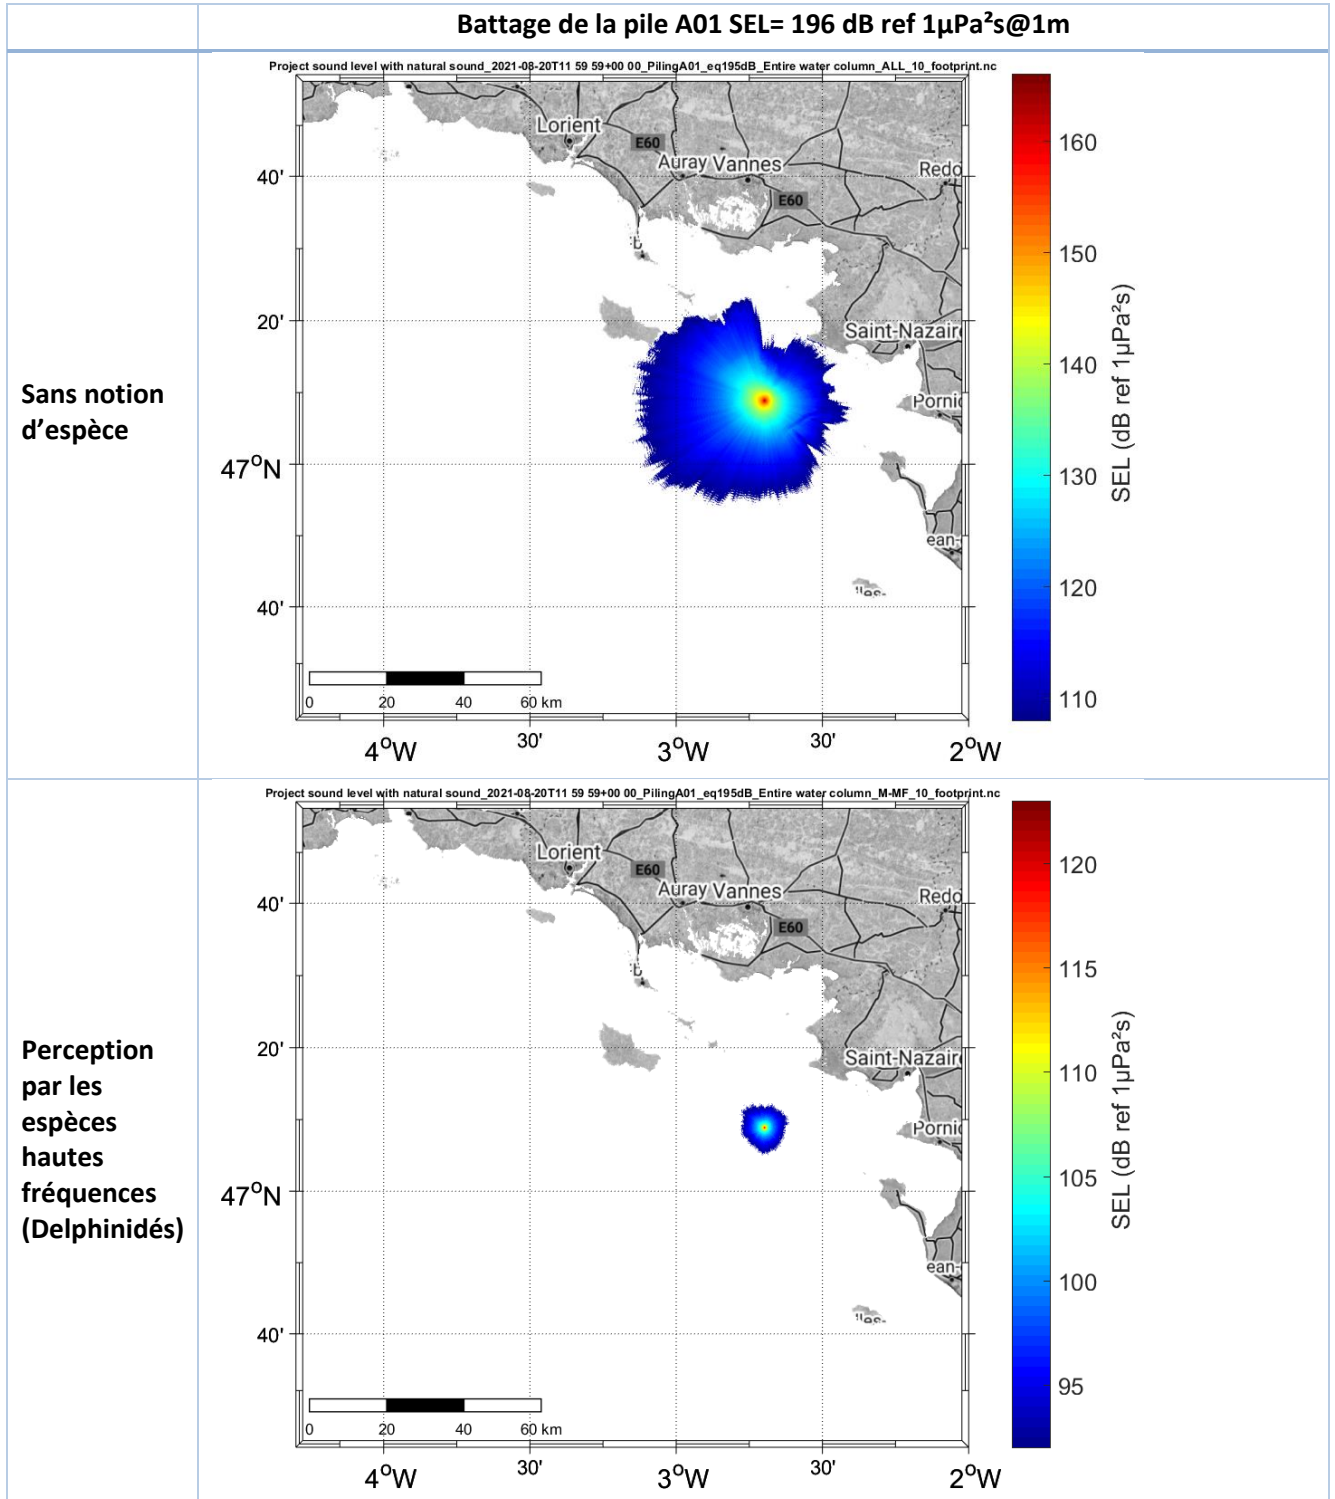 Battage de la pile A01 SEL= 196 dB ref 1µPa²s@1m
Sans notion
d'espèce
Project sound level with natural sound_2021-08-20T11 59 59+00 00_PilingA01_eq195dB_Entire water column_ALL_10_footprint.nc
Lorient
E60
Auray Vannes
Redo
E60
40'
20'
Saint-Nazaire
Pornic
47°N
ean-
40'
0 20 40 60 km
4°W 30' 3°W 30' 2°W
160
150
140
130
120
110
SEL (dB ref 1µPa²s)
Perception
par les
espèces
hautes
fréquences
(Delphinidés)
Project sound level with natural sound_2021-08-20T11 59 59+00 00_PilingA01_eq195dB_Entire water column_M-MF_10_footprint.nc
Lorient
E60
Auray Vannes
Redo
E60
40'
20'
Saint-Nazaire
Pornic
47°N
ean-
40'
0 20 40 60 km
4°W 30' 3°W 30' 2°W
120
115
110
105
100
95
SEL (dB ref 1µPa²s)